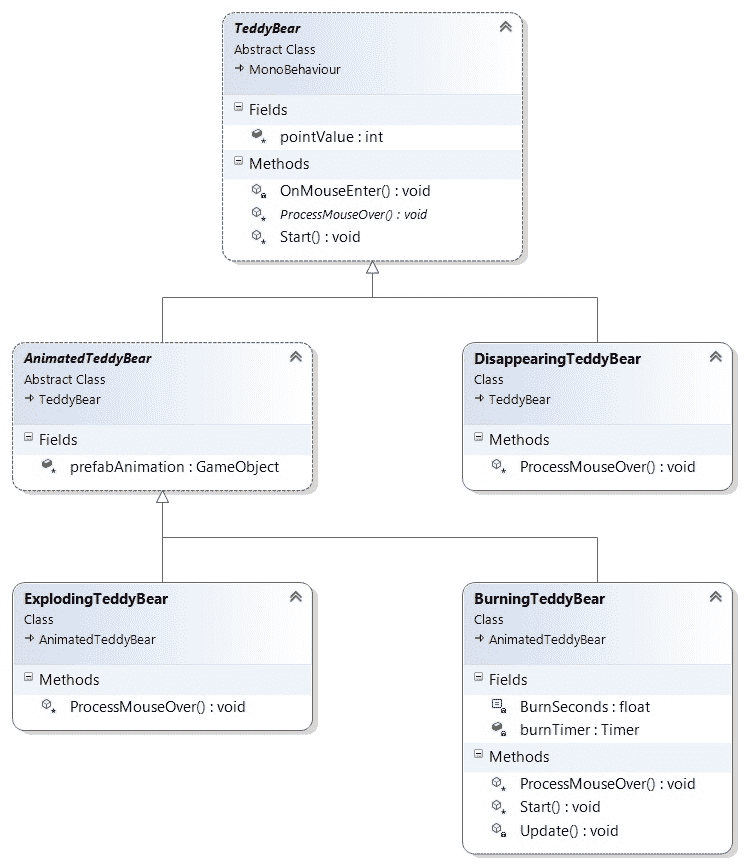 TeddyBear
Abstract Class
MonoBehaviour
Fields
pointValue : int
Methods
OnMouseEnter() : void
ProcessMouseOver() : void
Start() : void
AnimatedTeddyBear
Abstract Class
TeddyBear
Fields
prefabAnimation : GameObject
DisappearingTeddyBear
Class
TeddyBear
Methods
ProcessMouseOver() : void
ExplodingTeddyBear
Class
AnimatedTeddyBear
Methods
ProcessMouseOver() : void
BurningTeddyBear
Class
AnimatedTeddyBear
Fields
BurnSeconds : float
burnTimer : Timer
Methods
ProcessMouseOver() : void
Start() : void
Update() : void